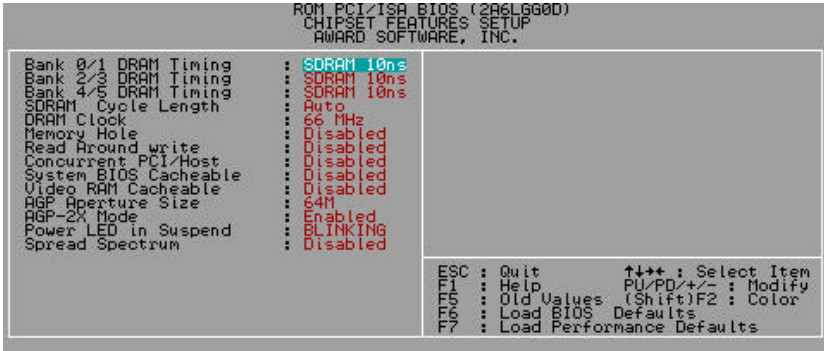 ROM PCI/ISA BIOS (2A6LGG0D)
CHIPSET FEATURES SETUP
AWARD SOFTWARE, INC.
Bank 0/1 DRAM Timing : SDRAM 10ns
Bank 2/3 DRAM Timing : SDRAM 10ns
Bank 4/5 DRAM Timing : SDRAM 10ns
SDRAM Cycle Length : Auto
DRAM Clock : 66 MHz
Memory Hole : Disabled
Read Around write : Disabled
Concurrent PCI/Host : Disabled
System BIOS Cacheable : Disabled
Video RAM Cacheable : Disabled
AGP Aperture Size : 64M
AGP-2X Mode : Enabled
Power LED in Suspend : BLINKING
Spread Spectrum : Disabled
ESC : Quit ↑↓→← : Select Item
F1 : Help PU/PD/+/- : Modify
F5 : Old Values (Shift)F2 : Color
F6 : Load BIOS Defaults
F7 : Load Performance Defaults